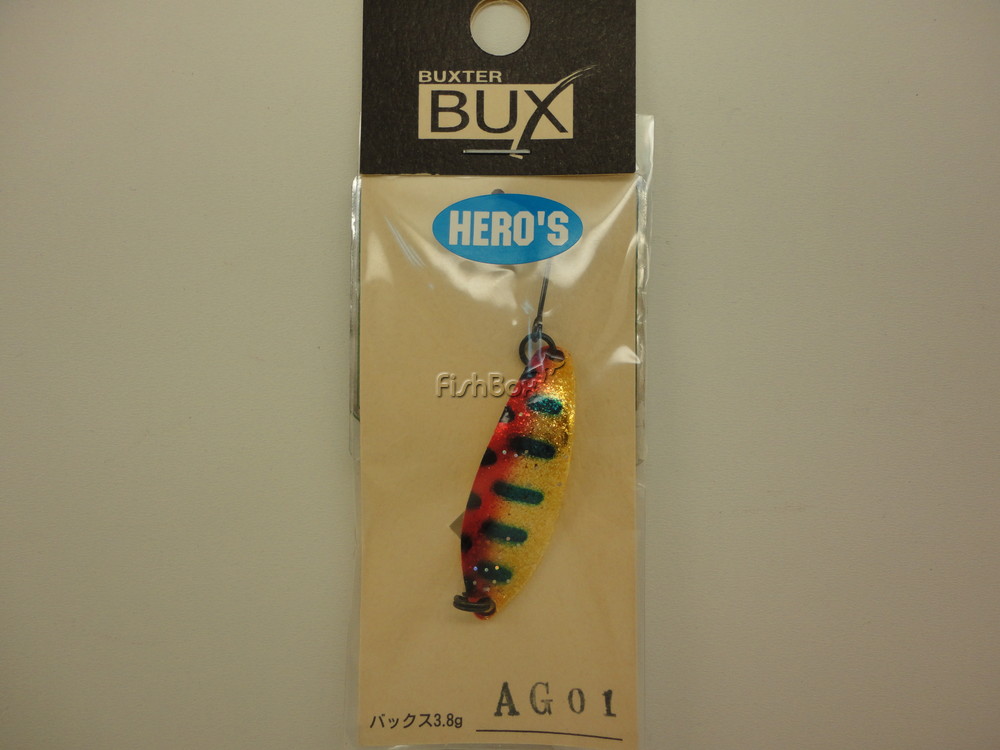 BUXTER
BUX
HERO'S
FishBox
AG01
バックス3.8g